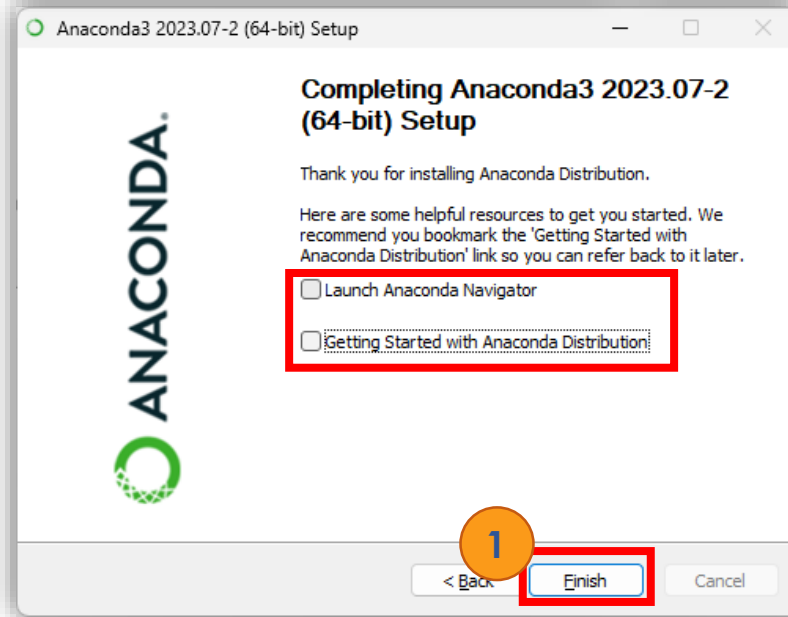 Anaconda3 2023.07-2 (64-bit) Setup
ANACONDA.
Completing Anaconda3 2023.07-2
(64-bit) Setup
Thank you for installing Anaconda Distribution.
Here are some helpful resources to get you started. We
recommend you bookmark the 'Getting Started with
Anaconda Distribution' link so you can refer back to it later.
Launch Anaconda Navigator
Getting Started with Anaconda Distribution
1
< Back
Finish
Cancel